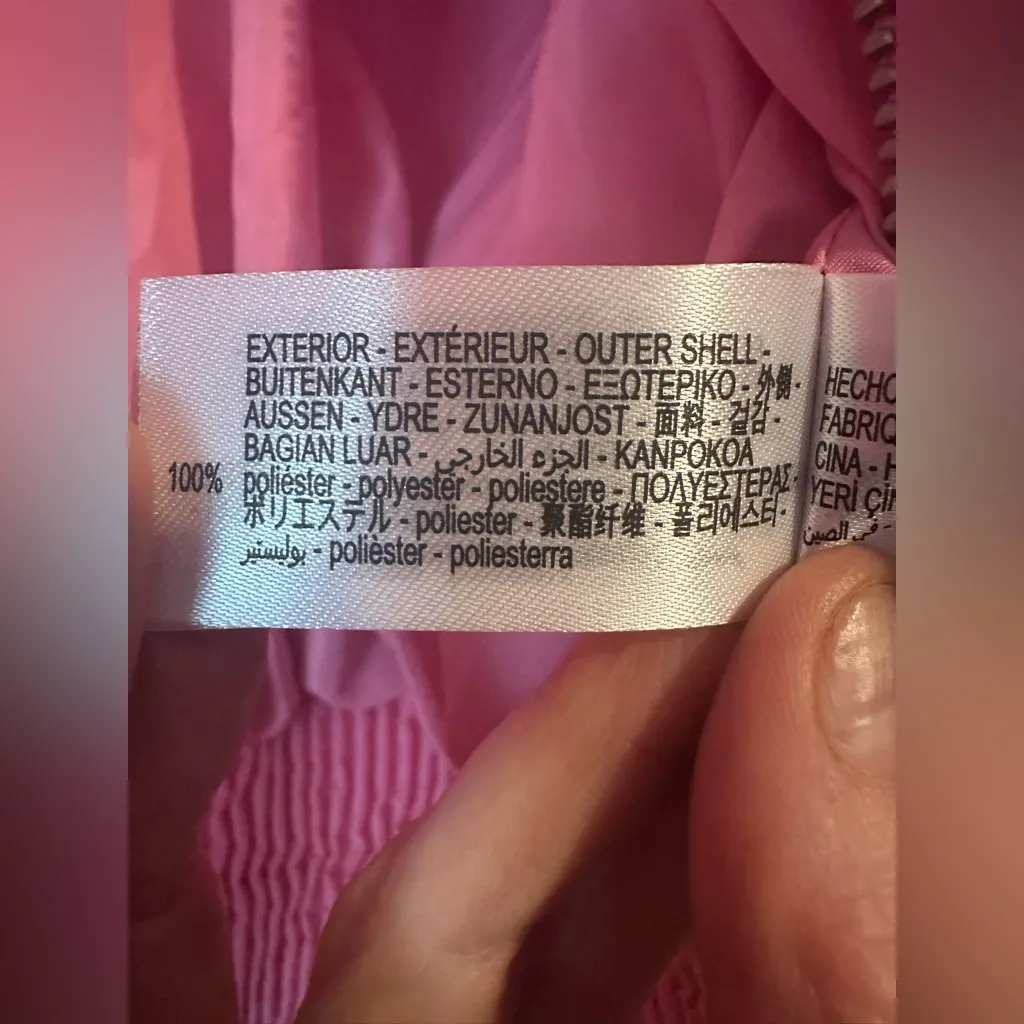 EXTERIOR - EXTÉRIEUR - OUTER SHELL -
BUITENKANT - ESTERNO - ΕΞΩΤΕΡΙΚΟ - 外側 -
AUSSEN - YDRE - ZUNANJOST - 面料 - 겉감 -
BAGIAN LUAR - الجزء الخارجي - KANPOKOA
100% poliéster - polyester - poliestere - ΠΟΛΥΕΣΤΕΡΑΣ -
ポリエステル - poliester - 聚酯纤维 - 폴리에스터 -
بوليستير - polièster - poliesterra
HECHO
FABRIQ
CINA - H
YERİ ÇİN
في الصين -